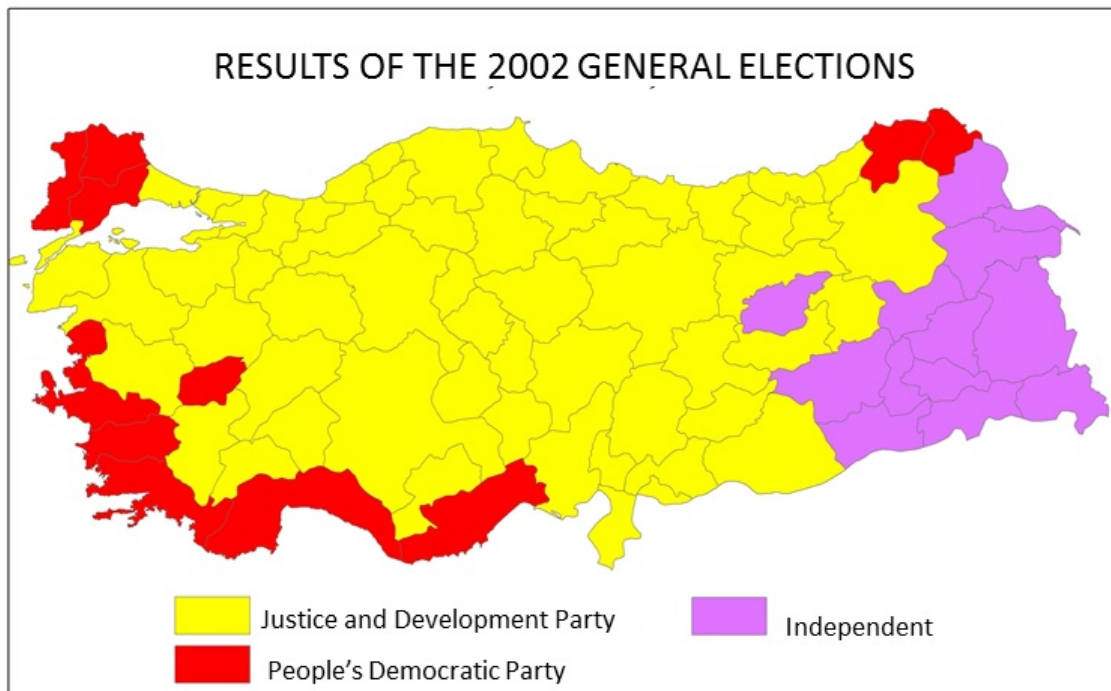 RESULTS OF THE 2002 GENERAL ELECTIONS
Justice and Development Party
Independent
People's Democratic Party